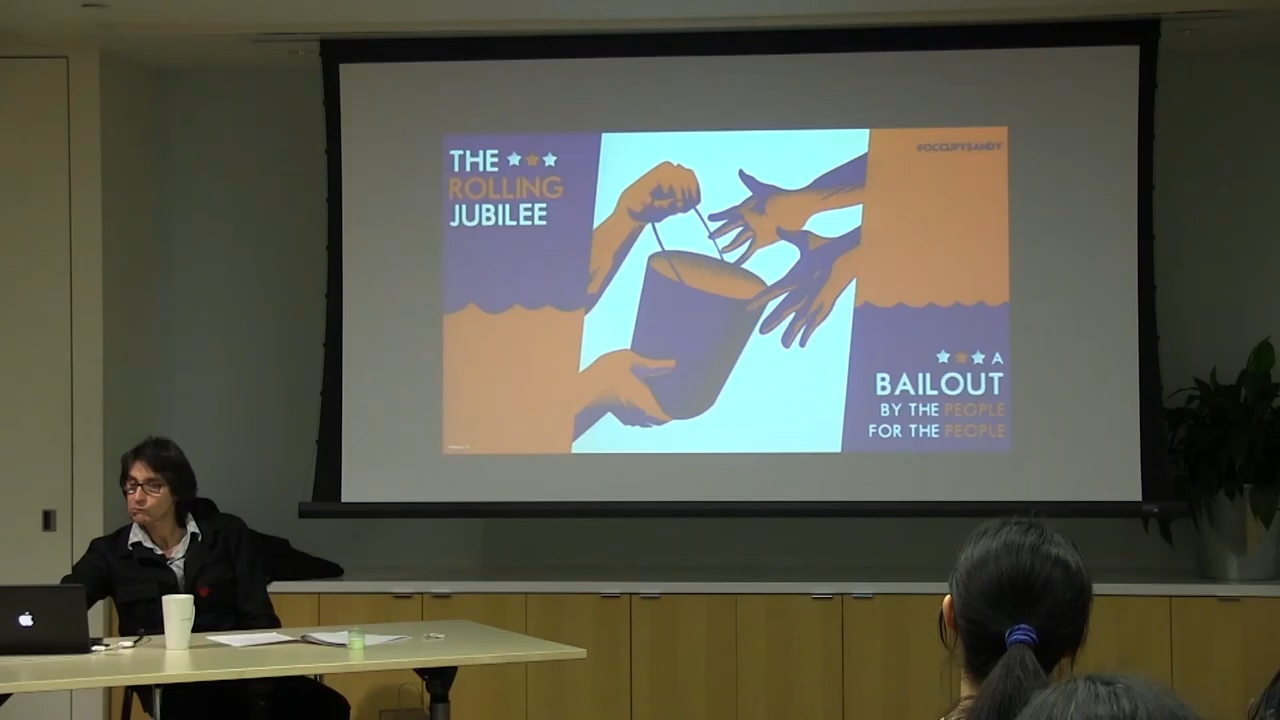 THE
ROLLING
JUBILEE
#OCCUPYSANDY
A
BAILOUT
BY THE PEOPLE
FOR THE PEOPLE